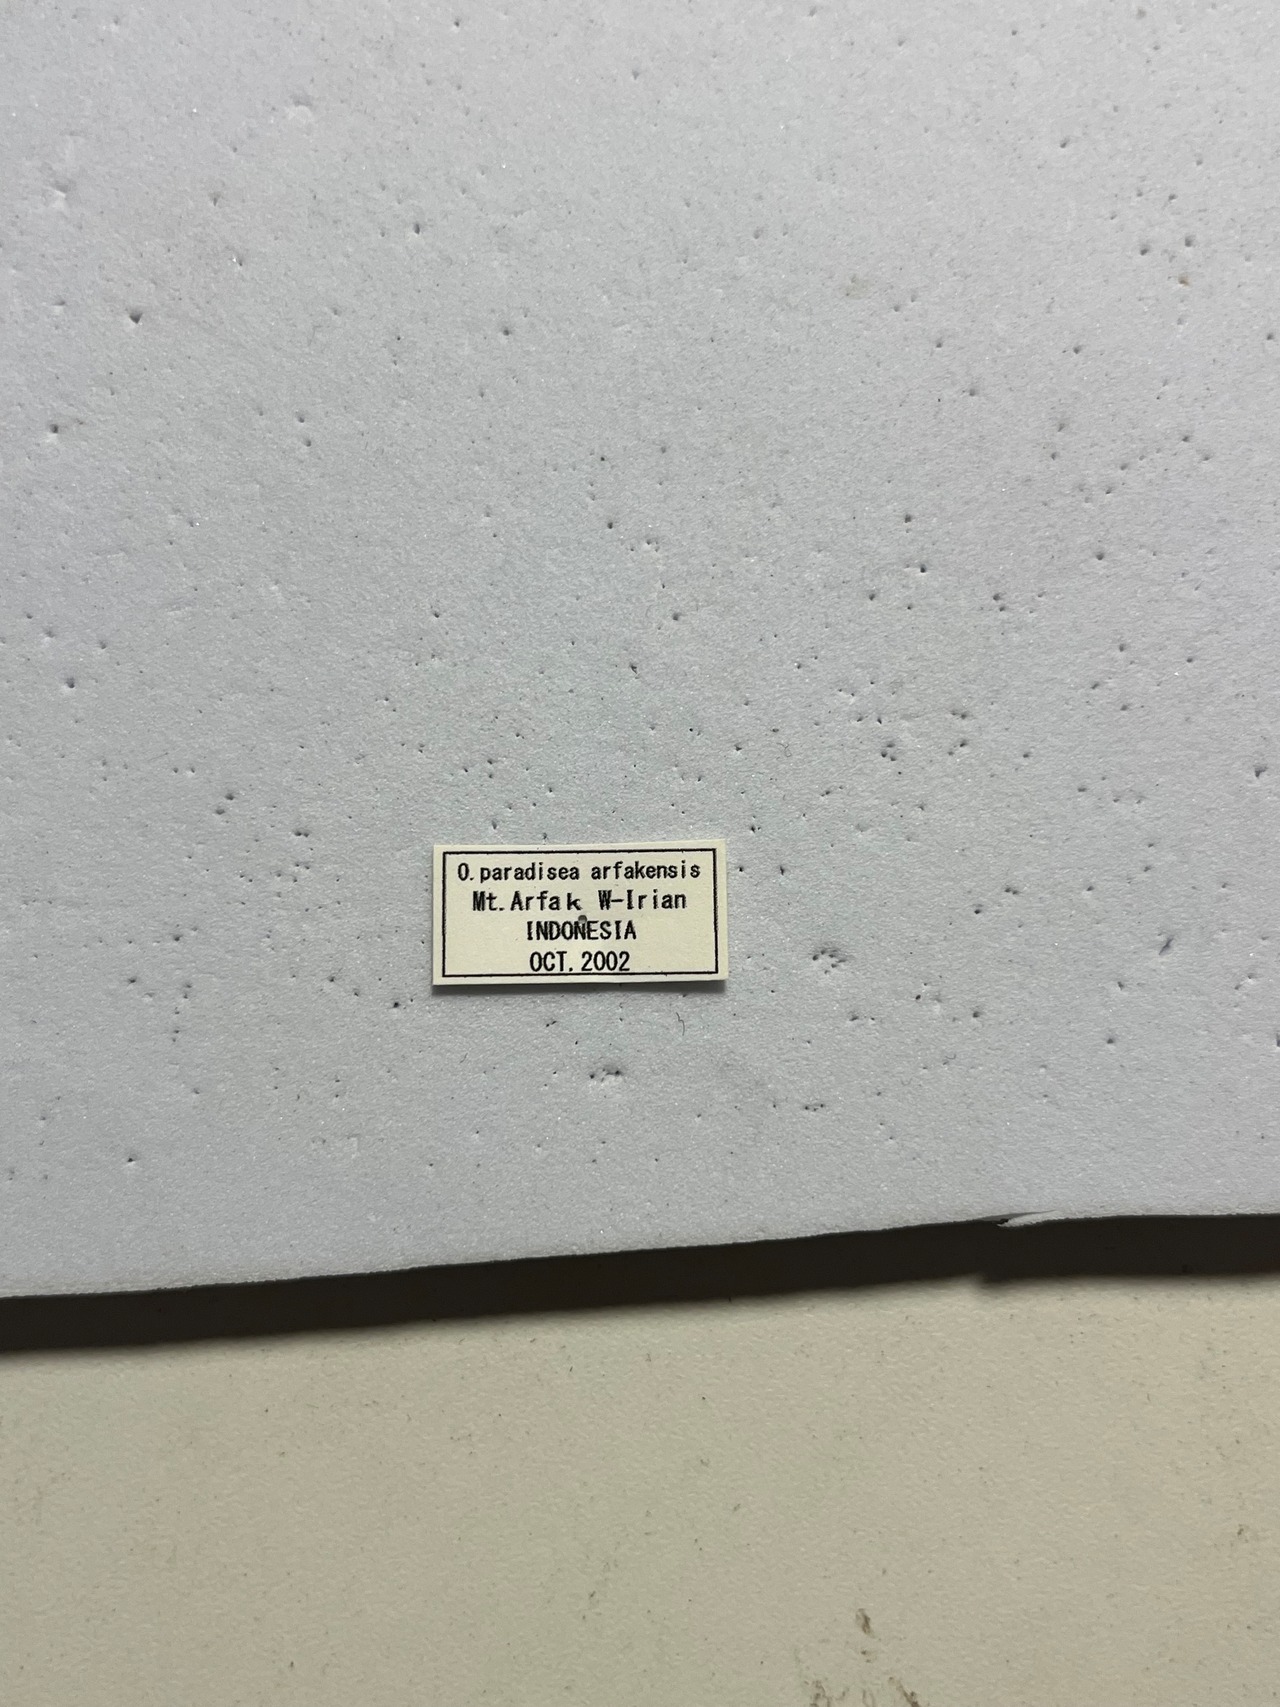 O.paradisea arfakensis
Mt.Arfak W-Irian
INDONESIA
OCT.2002